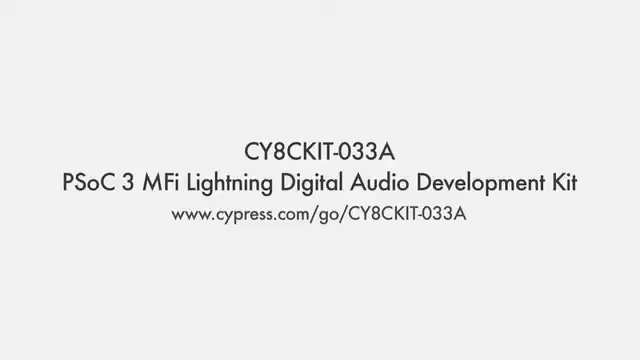 CY8CKIT-033A
PSoC 3 MFi Lightning Digital Audio Development Kit
www.cypress.com/go/CY8CKIT-033A